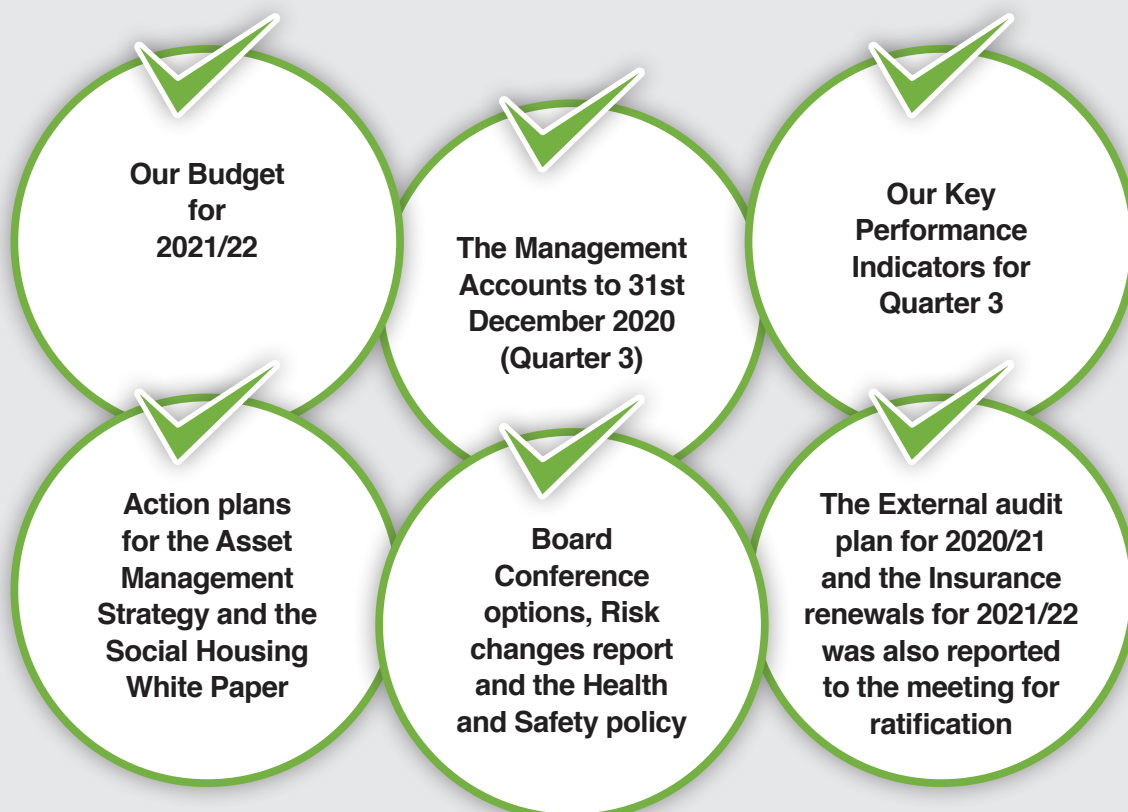 Our Budget
for
2021/22
The Management
Accounts to 31st
December 2020
(Quarter 3)
Our Key
Performance
Indicators for
Quarter 3
Action plans
for the Asset
Management
Strategy and the
Social Housing
White Paper
Board
Conference
options, Risk
changes report
and the Health
and Safety policy
The External audit
plan for 2020/21
and the Insurance
renewals for 2021/22
was also reported
to the meeting for
ratification